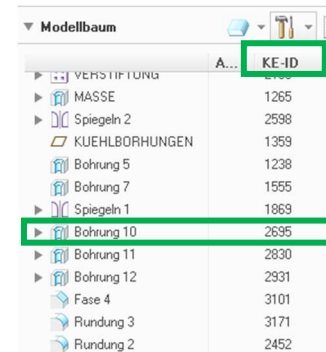 Modellbaum
A... KE-ID
VERSTIFTUNG
MASSE 1265
Spiegeln 2 2598
KUEHLBORHUNGEN 1359
Bohrung 5 1238
Bohrung 7 1555
Spiegeln 1 1869
Bohrung 10 2695
Bohrung 11 2830
Bohrung 12 2931
Fase 4 3101
Rundung 3 3171
Rundung 2 2452